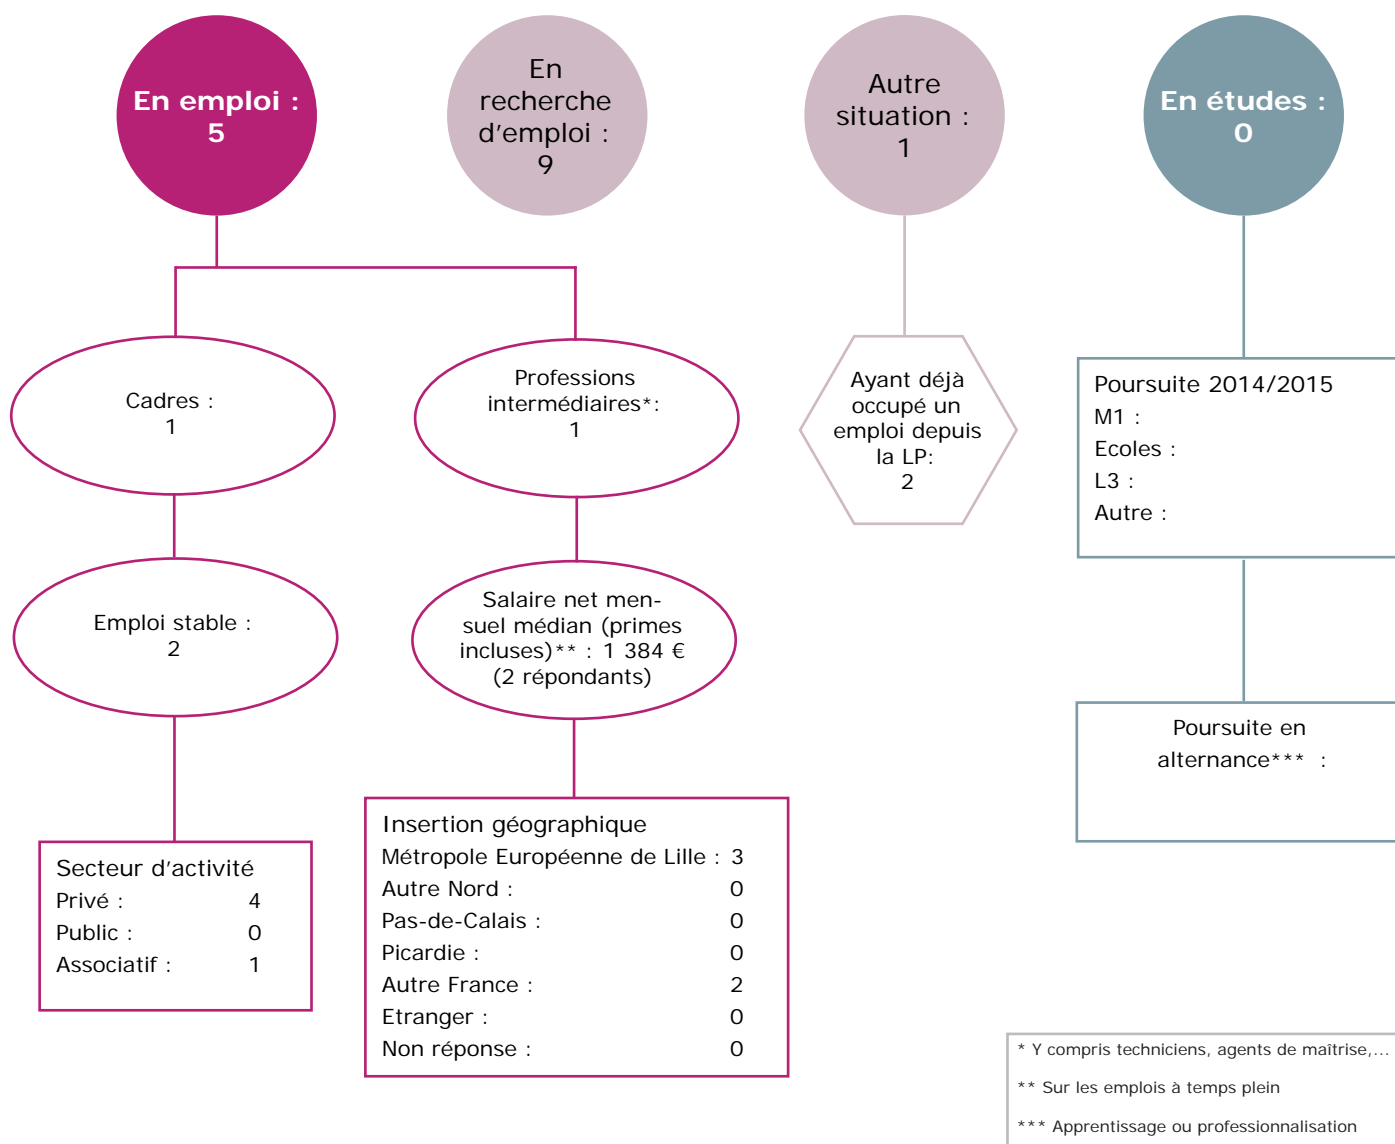 En emploi :
5
En
recherche
d'emploi :
9
Autre
situation :
1
En études :
0
Cadres :
1
Professions
intermédiaires*:
1
Ayant déjà
occupé un
emploi depuis
la LP:
2
Poursuite 2014/2015
M1 :
Ecoles :
L3 :
Autre :
Emploi stable :
2
Salaire net men-
suel médian (primes
incluses)** : 1 384 €
(2 répondants)
Poursuite en
alternance*** :
Secteur d'activité
Privé : 4
Public : 0
Associatif : 1
Insertion géographique
Métropole Européenne de Lille : 3
Autre Nord : 0
Pas-de-Calais : 0
Picardie : 0
Autre France : 2
Etranger : 0
Non réponse : 0
* Y compris techniciens, agents de maîtrise,...
** Sur les emplois à temps plein
*** Apprentissage ou professionnalisation